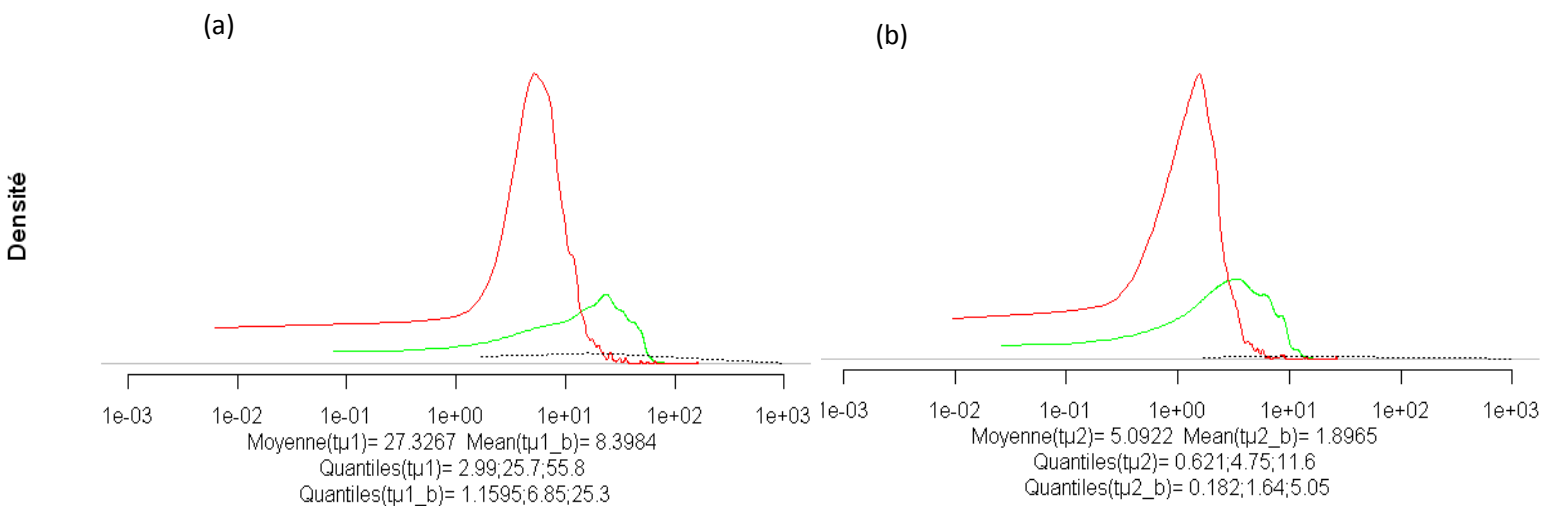 (a)
(b)
Densité
1e-03 1e-02 1e-01 1e+00 1e+01 1e+02 1e+03
Moyenne(tµ1)= 27.3267 Mean(tµ1_b)= 8.3984
Quantiles(tµ1)= 2.99;25.7;55.8
Quantiles(tµ1_b)= 1.1595;6.85;25.3
1e-03 1e-02 1e-01 1e+00 1e+01 1e+02 1e+03
Moyenne(tµ2)= 5.0922 Mean(tµ2_b)= 1.8965
Quantiles(tµ2)= 0.621;4.75;11.6
Quantiles(tµ2_b)= 0.182;1.64;5.05